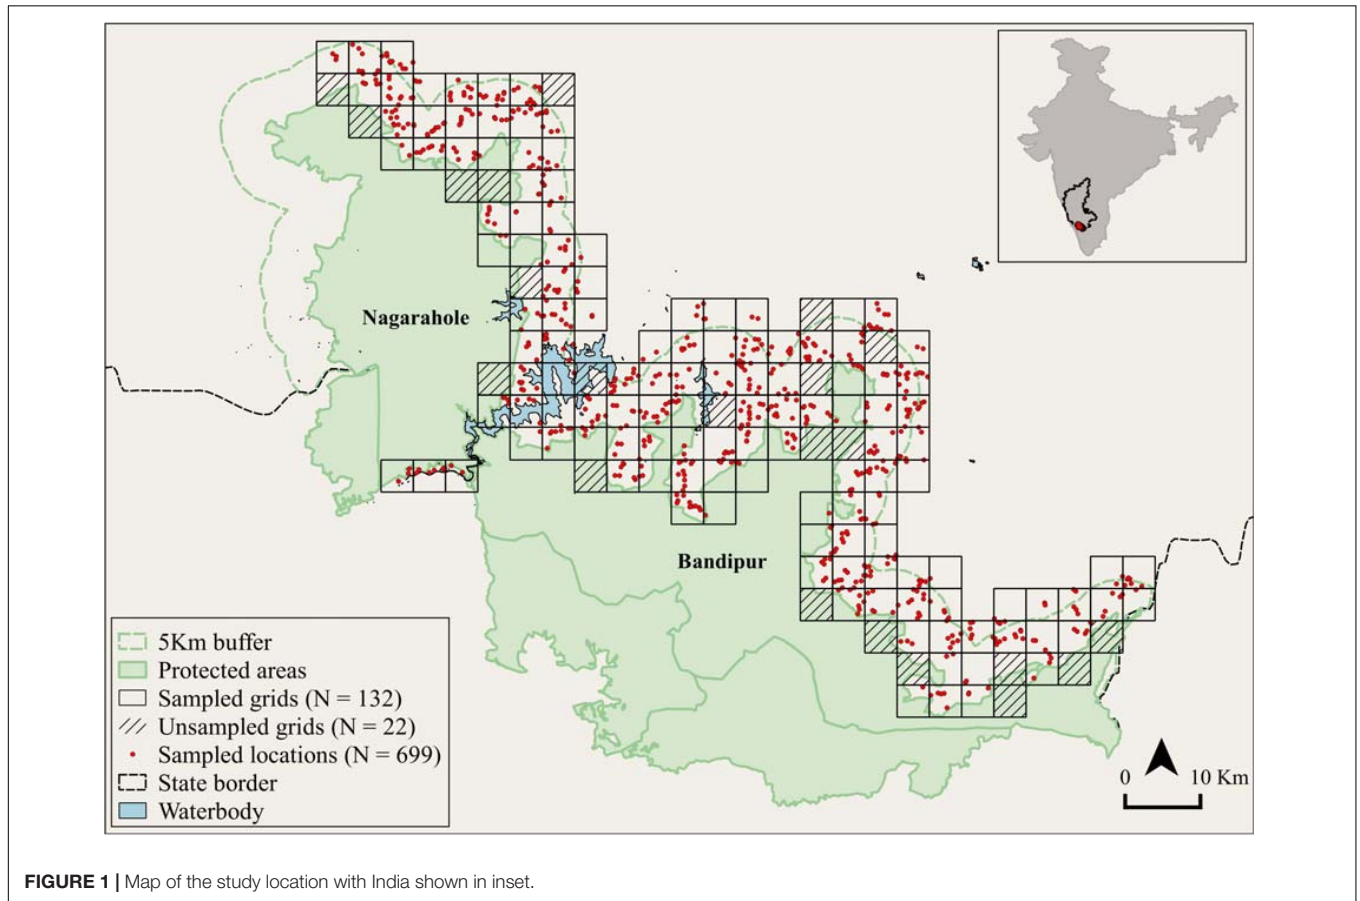 Nagarahole
Bandipur
5Km buffer
Protected areas
Sampled grids (N = 132)
Unsampled grids (N = 22)
Sampled locations (N = 699)
State border
Waterbody
0 10 Km
FIGURE 1 | Map of the study location with India shown in inset.